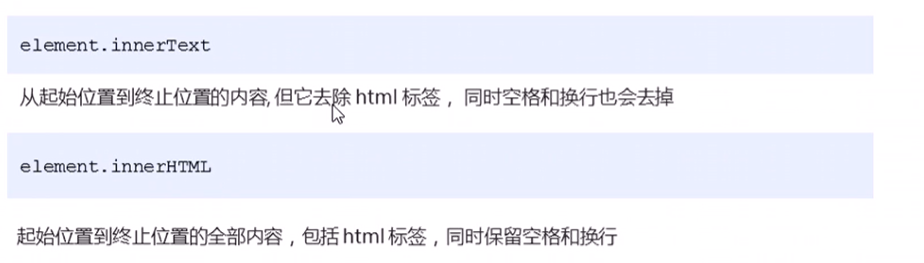 element.innerText
从起始位置到终止位置的内容, 但它去除 html 标签， 同时空格和换行也会去掉
element.innerHTML
起始位置到终止位置的全部内容，包括 html 标签，同时保留空格和换行